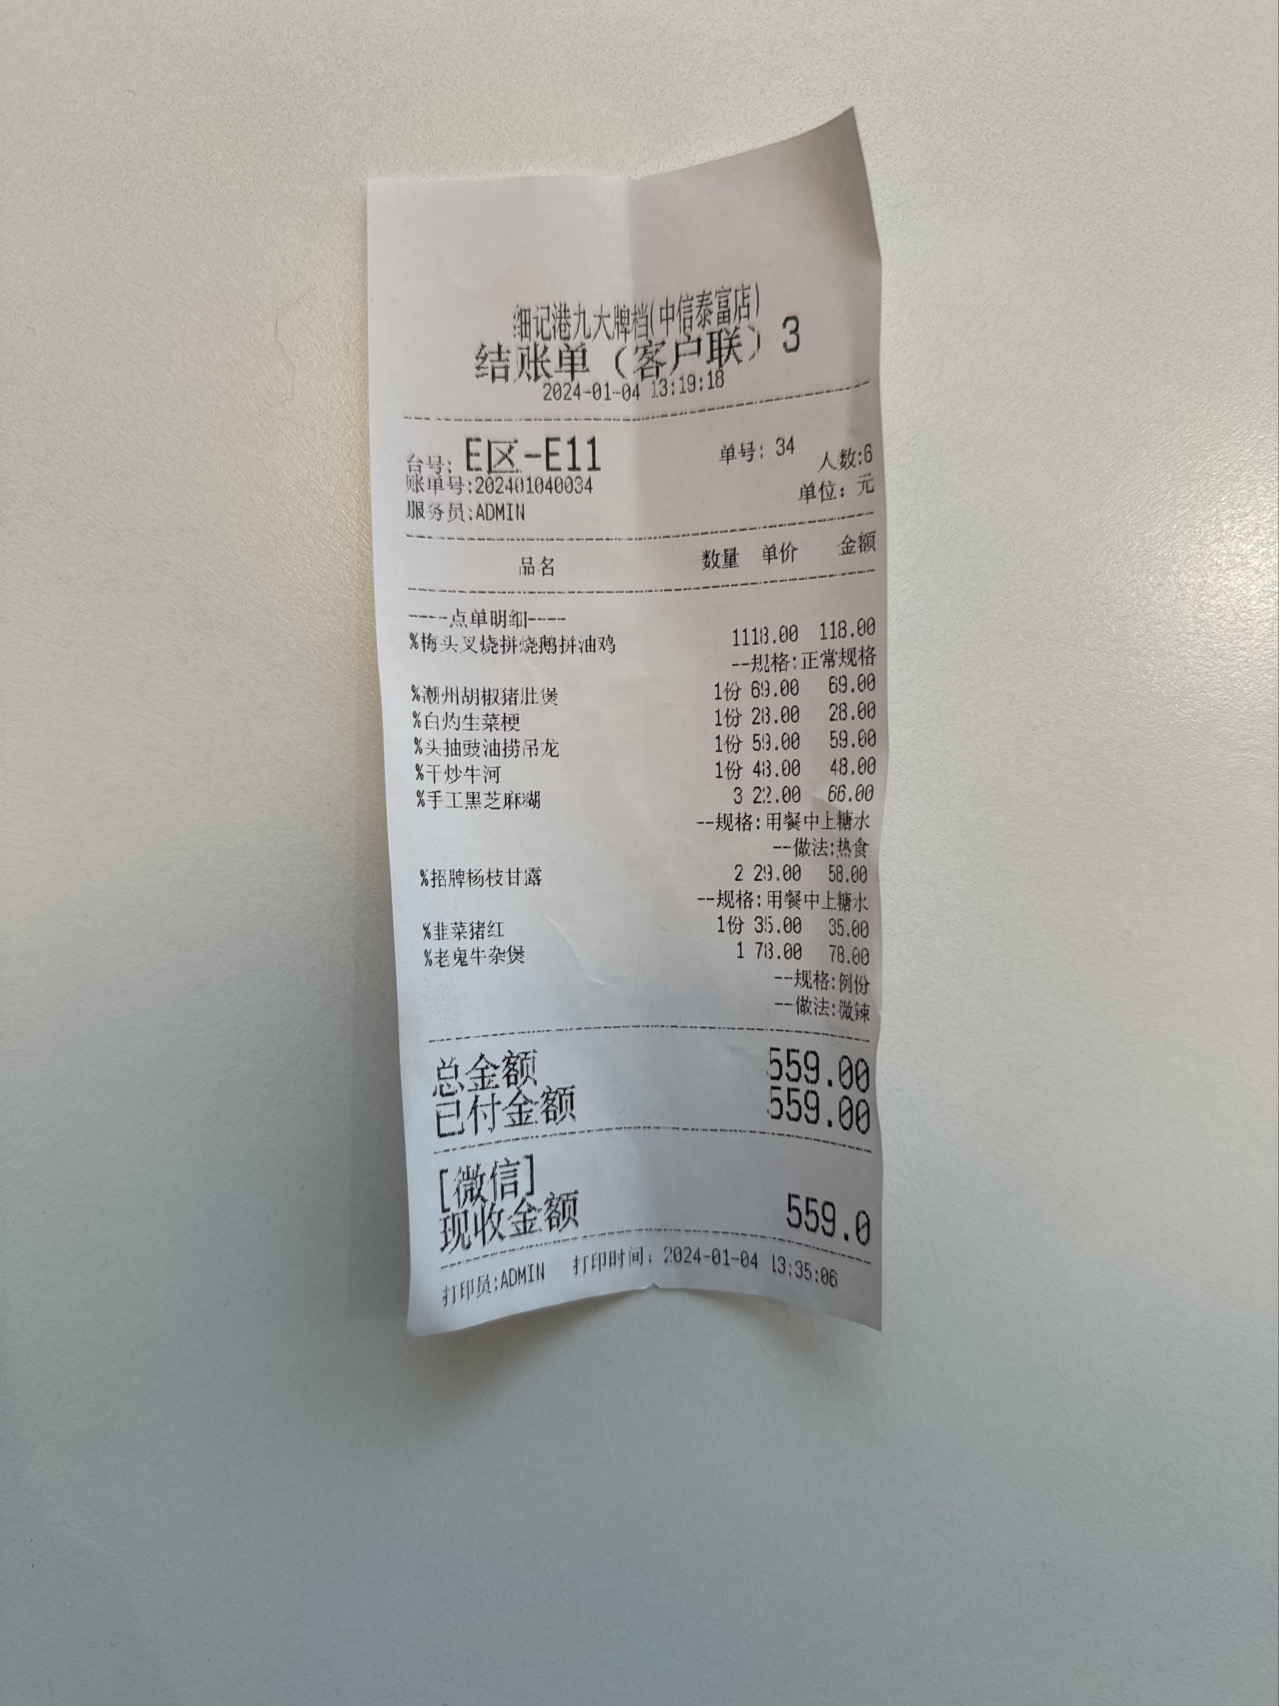 细记港九大牌档(中信泰富店)
结账单（客户联）3
2024-01-04 13:19:18
台号: E区-E11 单号: 34 人数:6
账单号:202401040034 单位: 元
服务员:ADMIN
品名 数量 单价 金额
----点单明细----
%梅头叉烧拼烧鹅拼油鸡 1118.00 118.00
--规格:正常规格
%潮州胡椒猪肚煲 1份 69.00 69.00
%白灼生菜梗 1份 28.00 28.00
%头抽豉油捞吊龙 1份 59.00 59.00
%干炒牛河 1份 48.00 48.00
%手工黑芝麻糊 3 22.00 66.00
--规格:用餐中上糖水
--做法:热食
%招牌杨枝甘露 2 29.00 58.00
--规格:用餐中上糖水
%韭菜猪红 1份 35.00 35.00
%老鬼牛杂煲 1 78.00 78.00
--规格:例份
--做法:微辣
总金额 559.00
已付金额 559.00
[微信]
现收金额 559.0
打印员:ADMIN 打印时间: 2024-01-04 13:35:06